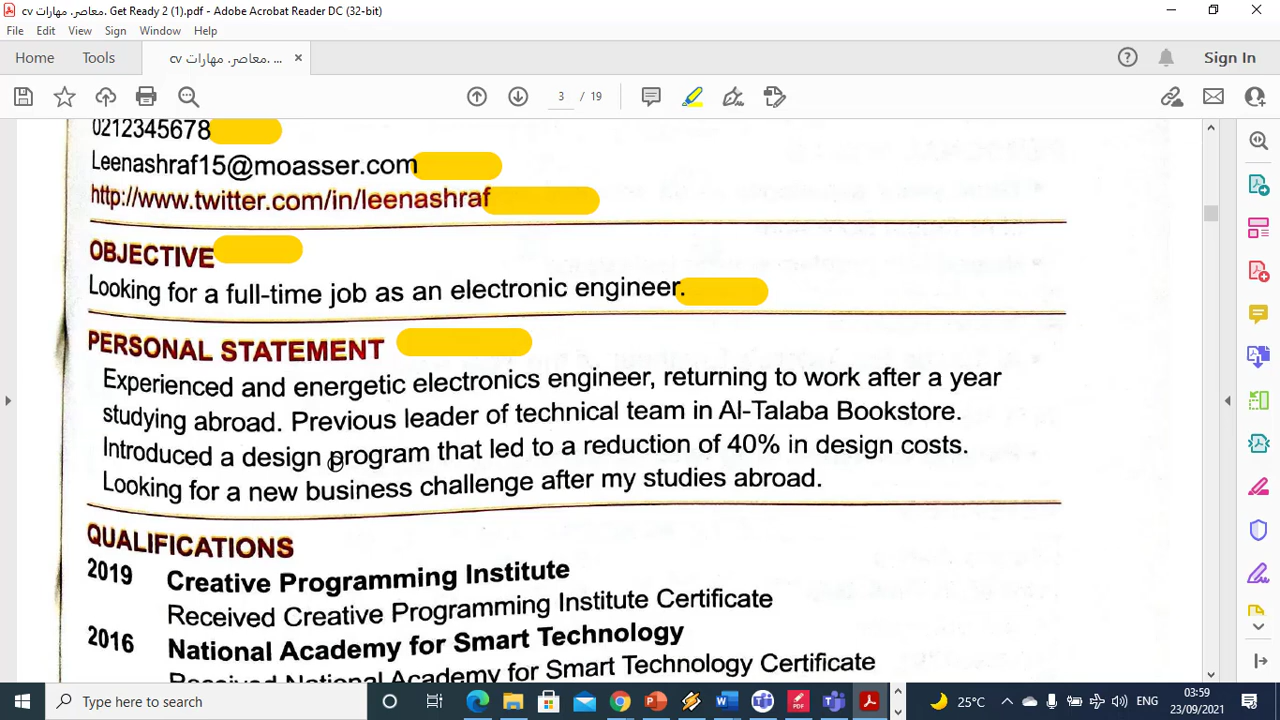 cv معاصر. مهارات. Get Ready 2 (1).pdf - Adobe Acrobat Reader DC (32-bit)
File Edit View Sign Window Help
Home Tools cv معاصر. مهارات. ... × Sign In
3 / 19
0212345678
Leenashraf15@moasser.com
http://www.twitter.com/in/leenashraf
OBJECTIVE
Looking for a full-time job as an electronic engineer.
PERSONAL STATEMENT
Experienced and energetic electronics engineer, returning to work after a year
studying abroad. Previous leader of technical team in Al-Talaba Bookstore.
Introduced a design program that led to a reduction of 40% in design costs.
Looking for a new business challenge after my studies abroad.
QUALIFICATIONS
2019 Creative Programming Institute
Received Creative Programming Institute Certificate
2016 National Academy for Smart Technology
Received National Academy for Smart Technology Certificate
Type here to search 25°C ENG 03:59
23/09/2021